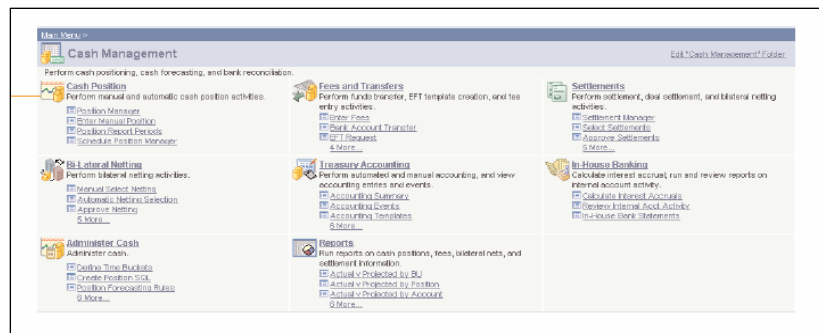 Main Menu >
Cash Management
Edit "Cash Management" Folder
Perform cash positioning, cash forecasting, and bank reconciliation.
Cash Position
Perform manual and automatic cash position activities.
Position Manager
Enter Manual Position
Position Report Periods
Schedule Position Manager
Fees and Transfers
Perform funds transfer, EFT template creation, and fee
entry activities.
Enter Fees
Bank Account Transfer
EFT Request
4 More...
Settlements
Perform settlement, deal settlement, and bilateral netting
activities.
Settlement Manager
Select Settlements
Approve Settlements
5 More...
Bi-Lateral Netting
Perform bilateral netting activities.
Manual Select Netting
Automatic Netting Selection
Approve Netting
5 More...
Treasury Accounting
Perform automated and manual accounting, and view
accounting entries and events.
Accounting Summary
Accounting Events
Accounting Templates
6 More...
In-House Banking
Calculate interest accrual; run and review reports on
internal account activity.
Calculate Interest Accruals
Review Internal Acct Activity
In-House Bank Statements
Administer Cash
Administer cash.
Define Time Buckets
Create Position SQL
Position Forecasting Rules
6 More...
Reports
Run reports on cash positions, fees, bilateral nets, and
settlement information.
Actual v Projected by BU
Actual v Projected by Position
Actual v Projected by Account
6 More...